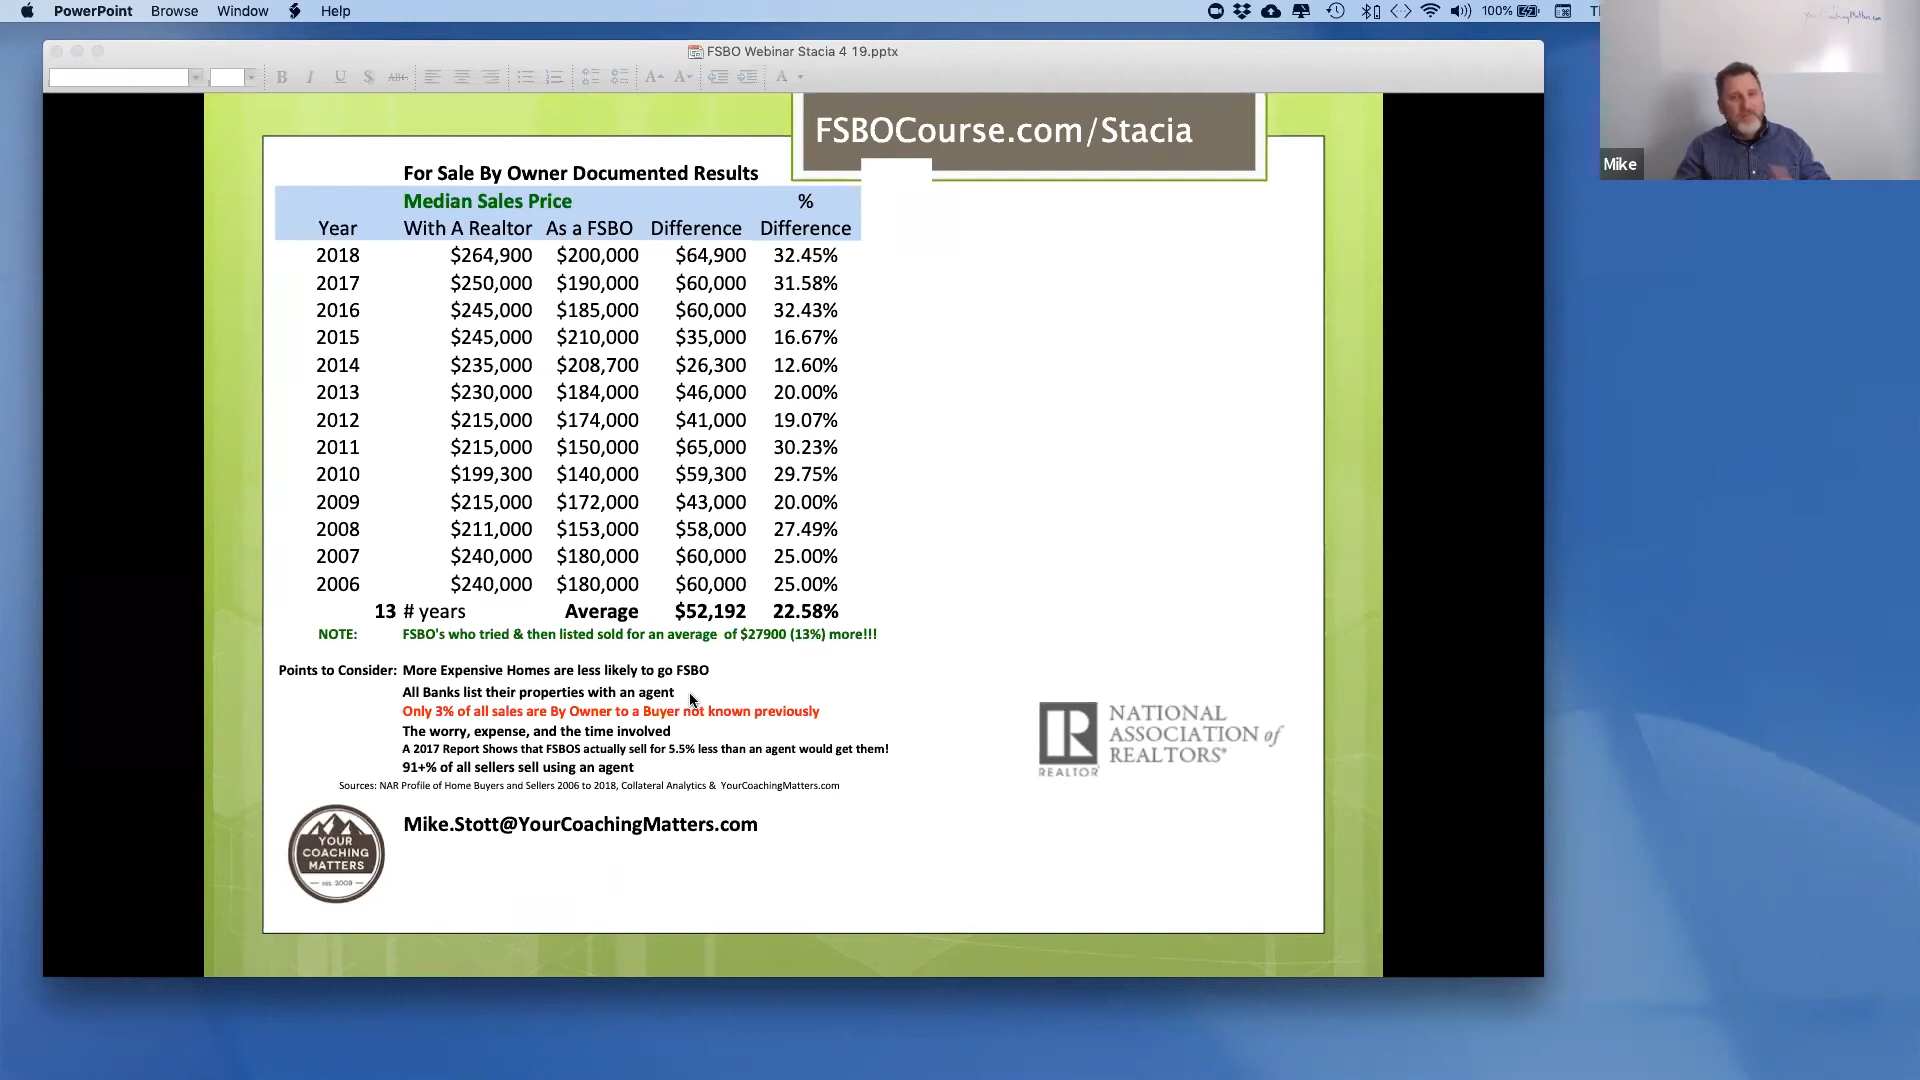 PowerPoint Browse Window Help
100%
FSBO Webinar Stacia 4 19.pptx
B I U S ABC A A A
FSBOCourse.com/Stacia
For Sale By Owner Documented Results
Median Sales Price %
Year With A Realtor As a FSBO Difference Difference
2018 $264,900 $200,000 $64,900 32.45%
2017 $250,000 $190,000 $60,000 31.58%
2016 $245,000 $185,000 $60,000 32.43%
2015 $245,000 $210,000 $35,000 16.67%
2014 $235,000 $208,700 $26,300 12.60%
2013 $230,000 $184,000 $46,000 20.00%
2012 $215,000 $174,000 $41,000 19.07%
2011 $215,000 $150,000 $65,000 30.23%
2010 $199,300 $140,000 $59,300 29.75%
2009 $215,000 $172,000 $43,000 20.00%
2008 $211,000 $153,000 $58,000 27.49%
2007 $240,000 $180,000 $60,000 25.00%
2006 $240,000 $180,000 $60,000 25.00%
13 # years Average $52,192 22.58%
NOTE: FSBO's who tried & then listed sold for an average of $27900 (13%) more!!!
Points to Consider: More Expensive Homes are less likely to go FSBO
All Banks list their properties with an agent
Only 3% of all sales are By Owner to a Buyer not known previously
The worry, expense, and the time involved
A 2017 Report Shows that FSBOS actually sell for 5.5% less than an agent would get them!
91+% of all sellers sell using an agent
Sources: NAR Profile of Home Buyers and Sellers 2006 to 2018, Collateral Analytics & YourCoachingMatters.com
Mike.Stott@YourCoachingMatters.com
YOUR
COACHING
MATTERS
EST. 2003
NATIONAL
ASSOCIATION of
REALTORS®
REALTOR®
Mike